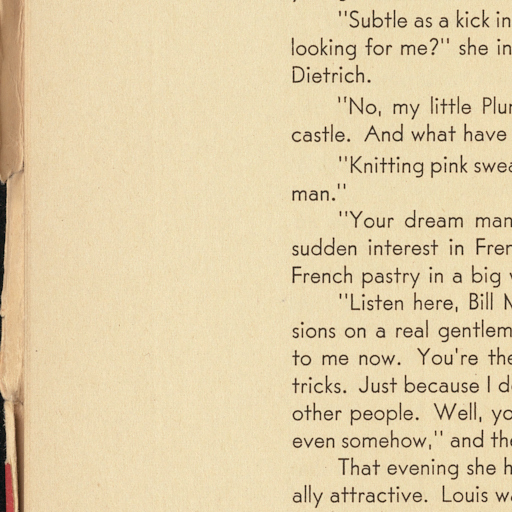 "Subtle as a kick in
looking for me?" she in
Dietrich.
"No, my little Plu
castle. And what have
"Knitting pink swea
man."
"Your dream man
sudden interest in Fren
French pastry in a big
"Listen here, Bill
sions on a real gentlem
to me now. You're the
tricks. Just because I d
other people. Well, yo
even somehow," and the
That evening she h
ally attractive. Louis wa